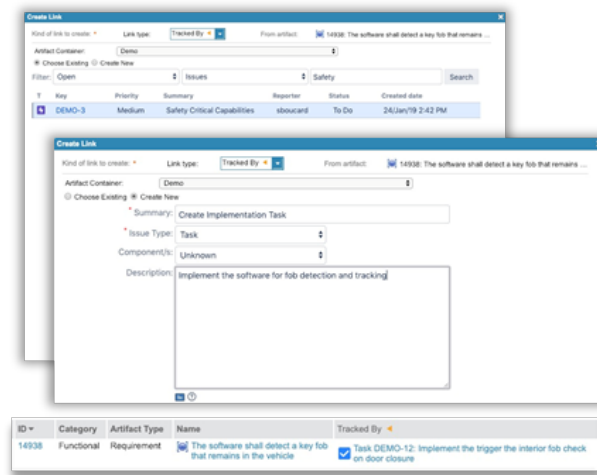 Create Link
Kind of link to create: * Link type: Tracked By From artifact: 14938: The software shall detect a key fob that remains ...
Artifact Container: Demo
Choose Existing Create New
Filter: Open Issues Safety Search
T Key Priority Summary Reporter Status Created date
DEMO-3 Medium Safety Critical Capabilities sboucard To Do 24/Jan/19 2:42 PM
Create Link
Kind of link to create: * Link type: Tracked By From artifact: 14938: The software shall detect a key fob that remains ...
Artifact Container: Demo
Choose Existing Create New
* Summary: Create Implementation Task
* Issue Type: Task
Component/s: Unknown
Description: Implement the software for fob detection and tracking
ID Category Artifact Type Name Tracked By
14938 Functional Requirement The software shall detect a key fob Task DEMO-12: Implement the trigger the interior fob check
that remains in the vehicle on door closure